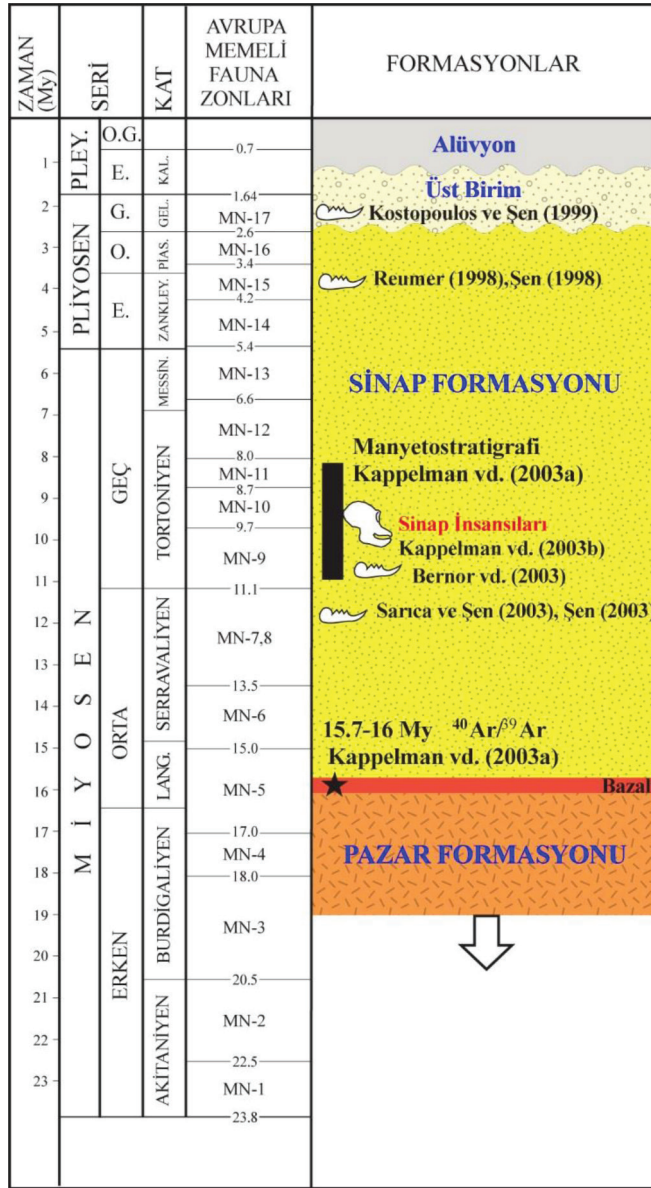 ZAMAN
(My)
SERİ
KAT
AVRUPA
MEMELİ
FAUNA
ZONLARI
FORMASYONLAR
1
2
3
4
5
6
7
8
9
10
11
12
13
14
15
16
17
18
19
20
21
22
23
PLEY.
PLİYOSEN
MİYOSEN
O.G.
E.
G.
O.
E.
GEÇ
ORTA
ERKEN
KAL.
GEL.
PİAS.
ZANKLEY.
MESSİN.
TORTONİYEN
SERRAVALİYEN
LANG.
BURDİGALİYEN
AKİTANİYEN
0.7
1.64
MN-17
2.6
MN-16
3.4
MN-15
4.2
MN-14
5.4
MN-13
6.6
MN-12
8.0
MN-11
8.7
MN-10
9.7
MN-9
11.1
MN-7,8
13.5
MN-6
15.0
MN-5
17.0
MN-4
18.0
MN-3
20.5
MN-2
22.5
MN-1
23.8
Alüvyon
Üst Birim
Kostopoulos ve Şen (1999)
Reumer (1998),Şen (1998)
SİNAP FORMASYONU
Manyetostratigrafi
Kappelman vd. (2003a)
Sinap İnsansıları
Kappelman vd. (2003b)
Bernor vd. (2003)
Sarıca ve Şen (2003), Şen (2003)
15.7-16 My ⁴⁰Ar/³⁹Ar
Kappelman vd. (2003a)
Bazal
PAZAR FORMASYONU